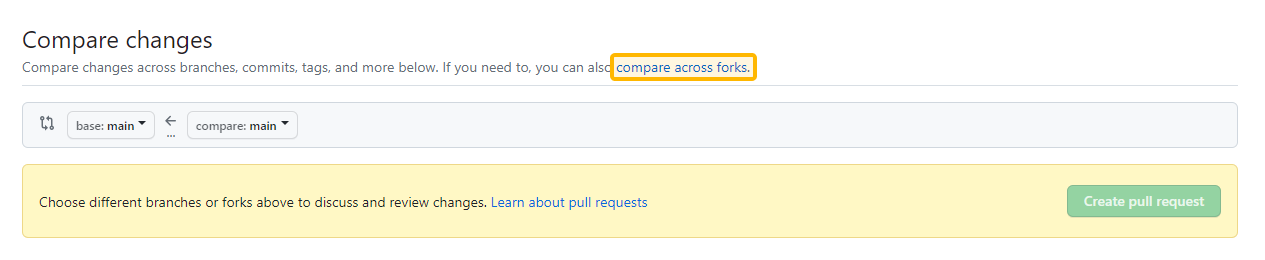 Compare changes
Compare changes across branches, commits, tags, and more below. If you need to, you can also compare across forks.
base: main ← compare: main
...
Choose different branches or forks above to discuss and review changes. Learn about pull requests Create pull request